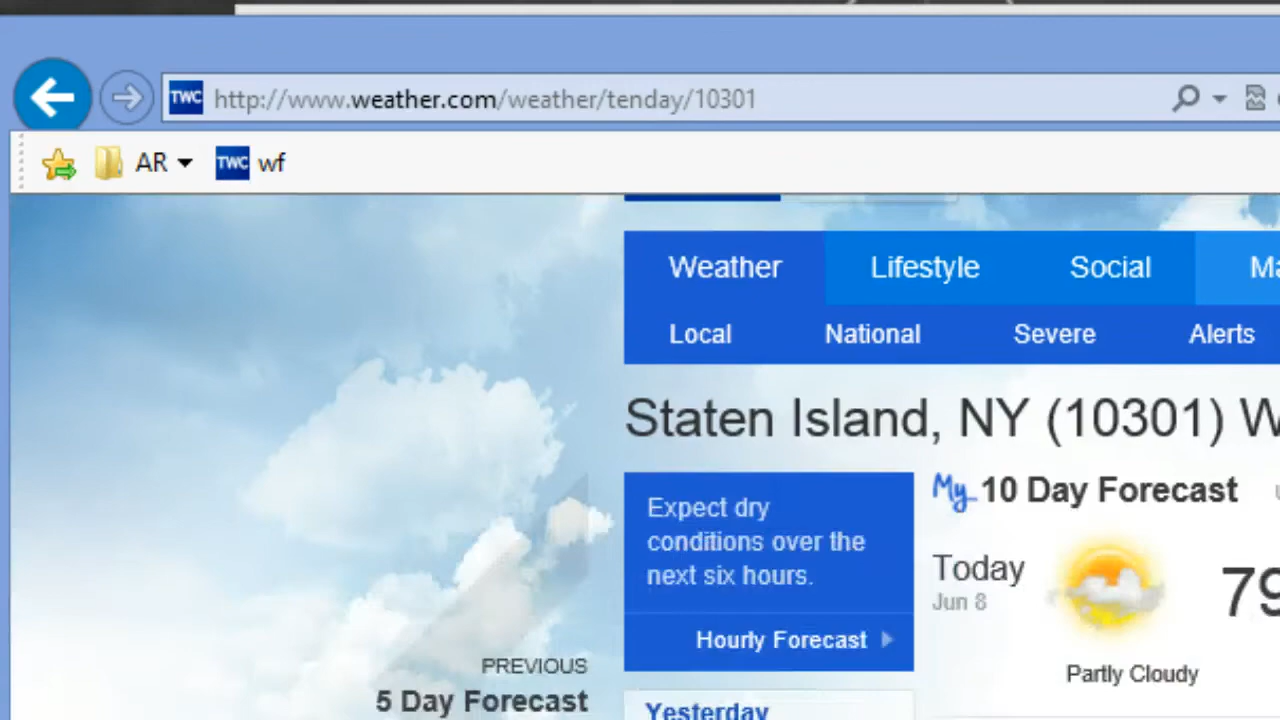 TWC http://www.weather.com/weather/tenday/10301
AR TWC wf
Weather Lifestyle Social
Local National Severe Alerts
Staten Island, NY (10301)
Expect dry
conditions over the
next six hours.
Hourly Forecast
My 10 Day Forecast
Today
Jun 8
79
Partly Cloudy
PREVIOUS
5 Day Forecast
Yesterday